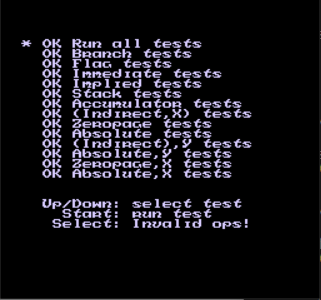 * OK Run all tests
OK Branch tests
OK Flag tests
OK Immediate tests
OK Implied tests
OK Stack tests
OK Accumulator tests
OK (Indirect,X) tests
OK Zeropage tests
OK Absolute tests
OK (Indirect),Y tests
OK Absolute,Y tests
OK Zeropage,X tests
OK Absolute,X tests
Up/Down: select test
Start: run test
Select: Invalid ops!